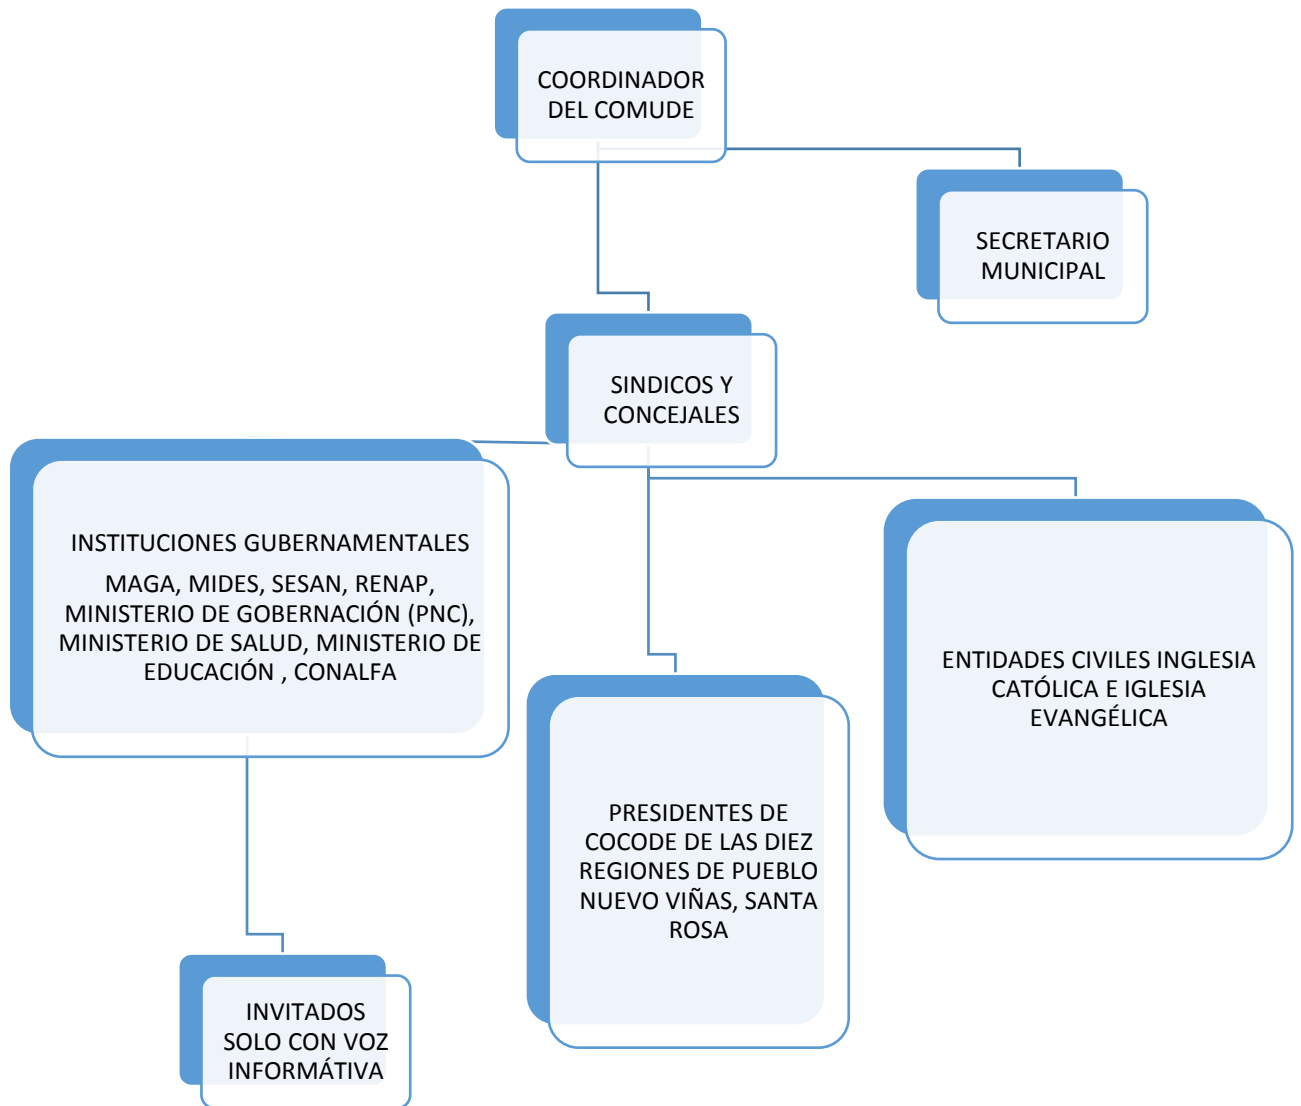 COORDINADOR
DEL COMUDE
SECRETARIO
MUNICIPAL
SINDICOS Y
CONCEJALES
INSTITUCIONES GUBERNAMENTALES
MAGA, MIDES, SESAN, RENAP,
MINISTERIO DE GOBERNACIÓN (PNC),
MINISTERIO DE SALUD, MINISTERIO DE
EDUCACIÓN , CONALFA
ENTIDADES CIVILES INGLESIA
CATÓLICA E IGLESIA
EVANGÉLICA
PRESIDENTES DE
COCODE DE LAS DIEZ
REGIONES DE PUEBLO
NUEVO VIÑAS, SANTA
ROSA
INVITADOS
SOLO CON VOZ
INFORMÁTIVA